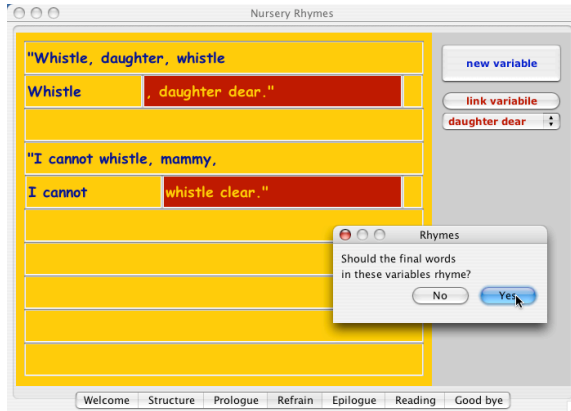 Nursery Rhymes
"Whistle, daughter, whistle
Whistle , daughter dear."
"I cannot whistle, mammy,
I cannot whistle clear."
new variable
link variabile
daughter dear
Rhymes
Should the final words
in these variables rhyme?
No Yes
Welcome Structure Prologue Refrain Epilogue Reading Good bye